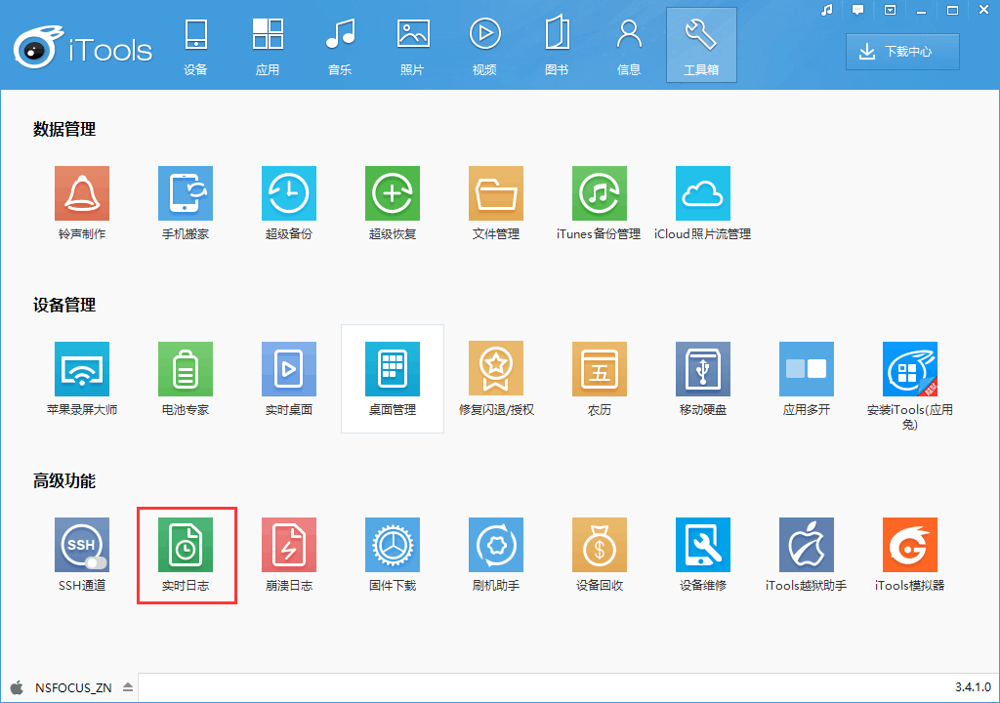 iTools
设备 应用 音乐 照片 视频 图书 信息 工具箱
下载中心
数据管理
铃声制作 手机搬家 超级备份 超级恢复 文件管理 iTunes备份管理 iCloud照片流管理
设备管理
五
苹果录屏大师 电池专家 实时桌面 桌面管理 修复闪退/授权 农历 移动硬盘 应用多开 安装iTools(应用
兔)
高级功能
SSH
$
SSH通道 实时日志 崩溃日志 固件下载 刷机助手 设备回收 设备维修 iTools越狱助手 iTools模拟器
NSFOCUS_ZN
3.4.1.0